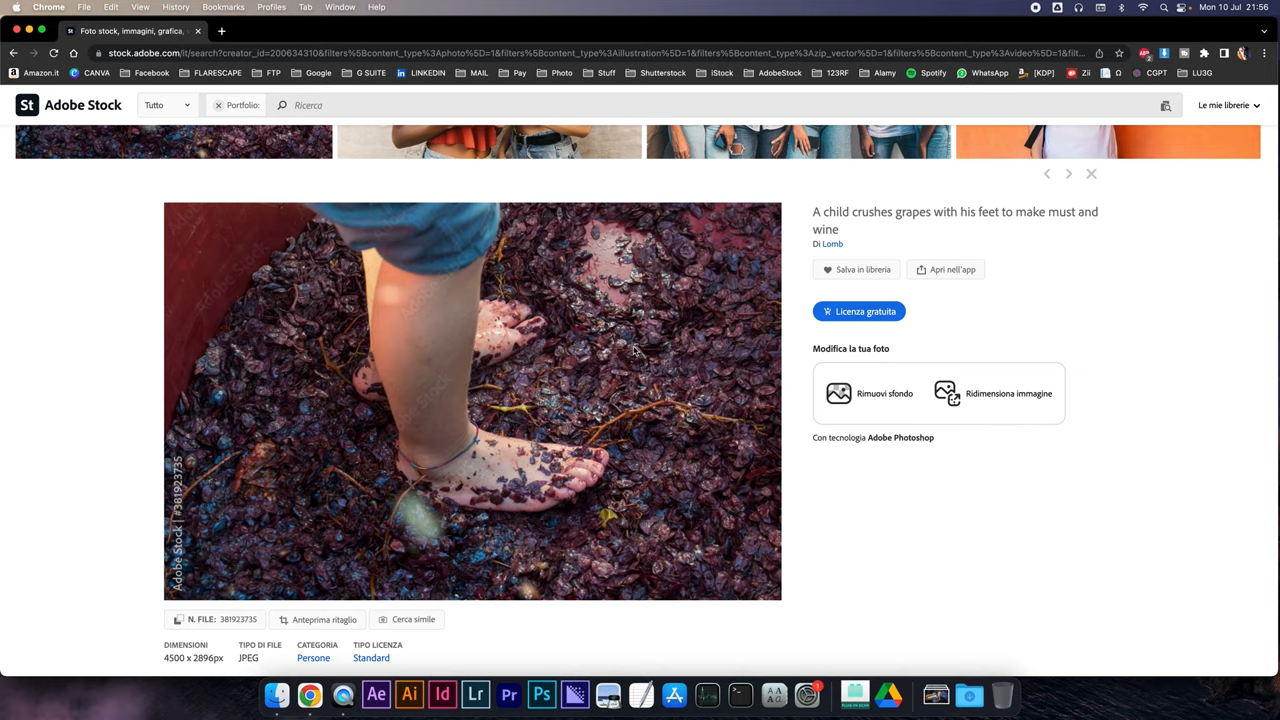 Chrome File Edit View History Bookmarks Profiles Tab Window Help Mon 10 Jul 21:56
St Foto stock, immagini, grafica,
stock.adobe.com/it/search?creator_id=200634310&filters%5Bcontent_type%3Aphoto%5D=1&filters%5Bcontent_type%3Aillustration%5D=1&filters%5Bcontent_type%3Azip_vector%5D=1&filters%5Bcontent_type%3Avideo%5D=1&filt...
Amazon.it CANVA Facebook FLARESCAPE FTP Google G SUITE LINKEDIN MAIL Pay Photo Stuff Shutterstock iStock AdobeStock 123RF Alamy Spotify WhatsApp [KDP] Zii Ω CGPT LU3G
St Adobe Stock Tutto Portfolio: Ricerca Le mie librerie
A child crushes grapes with his feet to make must and
wine
Di Lomb
Salva in libreria Apri nell'app
Licenza gratuita
Modifica la tua foto
Rimuovi sfondo Ridimensiona immagine
Con tecnologia Adobe Photoshop
Adobe Stock | #381923735
N. FILE: 381923735 Anteprima ritaglio Cerca simile
DIMENSIONI TIPO DI FILE CATEGORIA TIPO LICENZA
4500 x 2896px JPEG Persone Standard
Ae Ai Id Lr Pr Ps